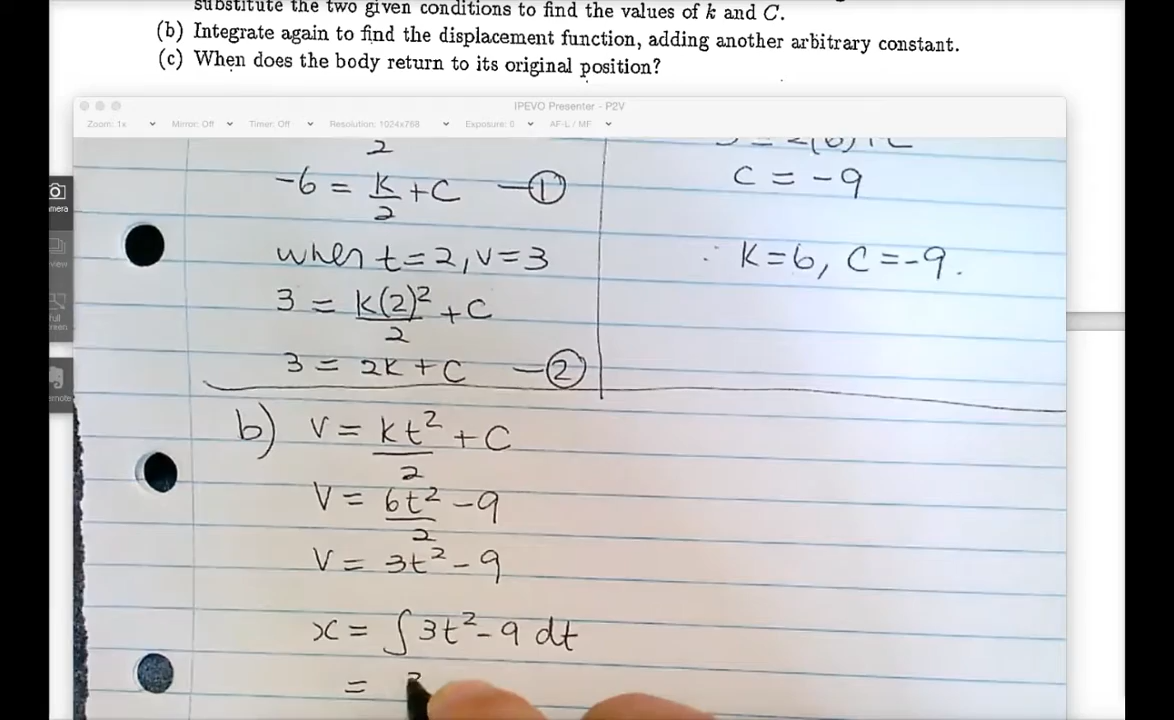 substitute the two given conditions to find the values of k and C.
(b) Integrate again to find the displacement function, adding another arbitrary constant.
(c) When does the body return to its original position?
IPEVO Presenter - P2V
Zoom: 1x Mirror: Off Timer: Off Resolution: 1024x768 Exposure: 0 AF-L / MF
2
-6 = k/2 + C —①
when t=2, v=3
3 = k(2)²/2 + C
3 = 2k + C —②
C = -9
∴ k=6, C=-9.
b) v = kt²/2 + C
v = 6t²/2 - 9
v = 3t² - 9
x = ∫3t² - 9 dt
=